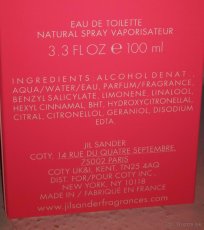 EAU DE TOILETTE
NATURAL SPRAY VAPORISATEUR
3.3 FL.OZ ℮ 100 ml
INGREDIENTS: ALCOHOL DENAT.,
AQUA/WATER/EAU, PARFUM/FRAGRANCE,
BENZYL SALICYLATE, LIMONENE, LINALOOL,
HEXYL CINNAMAL, BHT, HYDROXYCITRONELLAL,
CITRAL, CITRONELLOL, GERANIOL, DISODIUM
EDTA.
JIL SANDER
COTY: 14 RUE DU QUATRE SEPTEMBRE,
75002 PARIS
COTY UK&I, KENT, TN25 4AQ
DIST. FOR/POUR COTY INC.
NEW YORK, NY 10118
MADE IN / FABRIQUÉ EN FRANCE
www.jilsanderfragrances.com